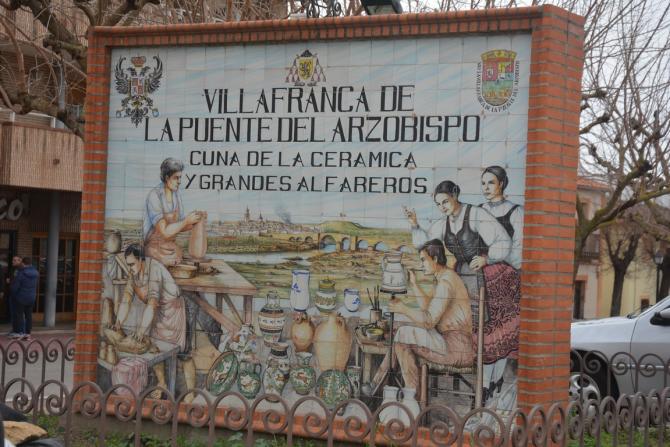 VILLAFRANCA DE
LA PUENTE DEL ARZOBISPO
CUNA DE LA CERAMICA
Y GRANDES ALFAREROS